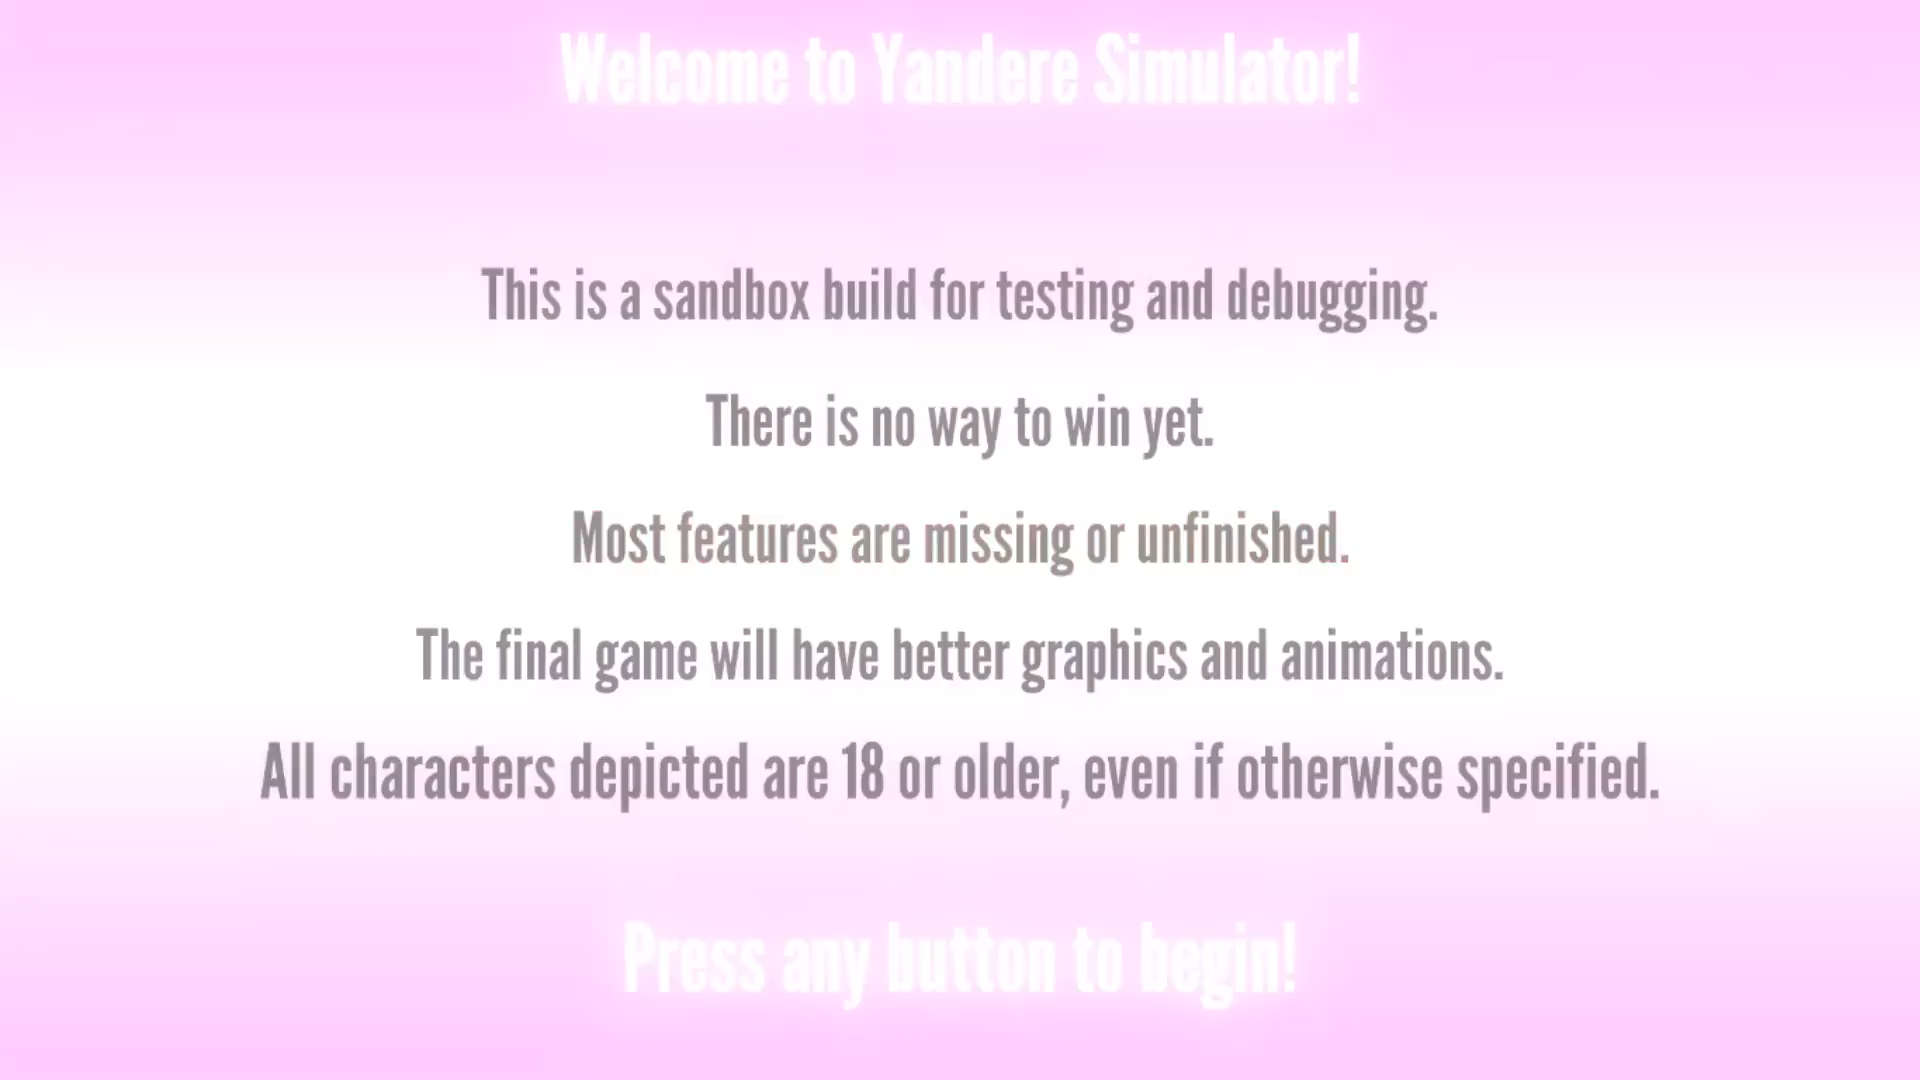 Welcome to Yandere Simulator!
This is a sandbox build for testing and debugging.
There is no way to win yet.
Most features are missing or unfinished.
The final game will have better graphics and animations.
All characters depicted are 18 or older, even if otherwise specified.
Press any button to begin!